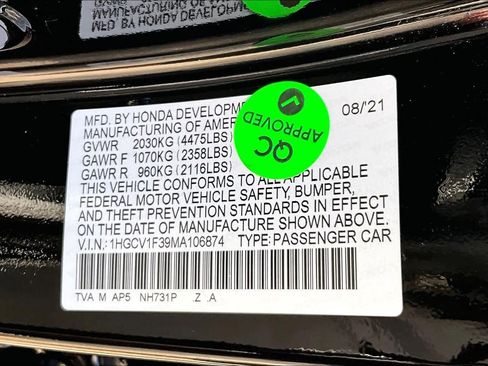 MFD. BY HONDA DEVELOPM
MANUFACTURING OF AMER
08/'21
GVWR 2030KG (4475LBS)
GAWR F 1070KG (2358LBS)
GAWR R 960KG (2116LBS)
QC
APPROVED
THIS VEHICLE CONFORMS TO ALL APPLICABLE
FEDERAL MOTOR VEHICLE SAFETY, BUMPER,
AND THEFT PREVENTION STANDARDS IN EFFECT
ON THE DATE OF MANUFACTURE SHOWN ABOVE.
V.I.N.:1HGCV1F39MA106874 TYPE:PASSENGER CAR
TVA M AP5 NH731P .Z .A